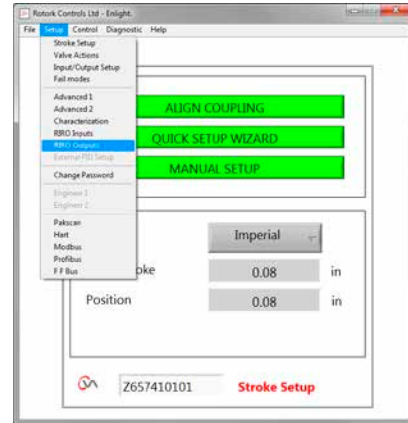 Rotork Controls Ltd - Enlight.
File Setup Control Diagnostic Help
Stroke Setup
Valve Actions
Input/Output Setup
Fail modes
Advanced 1
Advanced 2
Characterization
RIRO Inputs
RIRO Outputs
External PID Setup
Change Password
Engineer 1
Engineer 2
Pakscan
Hart
Modbus
Profibus
F F Bus
ALIGN COUPLING
QUICK SETUP WIZARD
MANUAL SETUP
Imperial
oke 0.08 in
Position 0.08 in
Z657410101 Stroke Setup